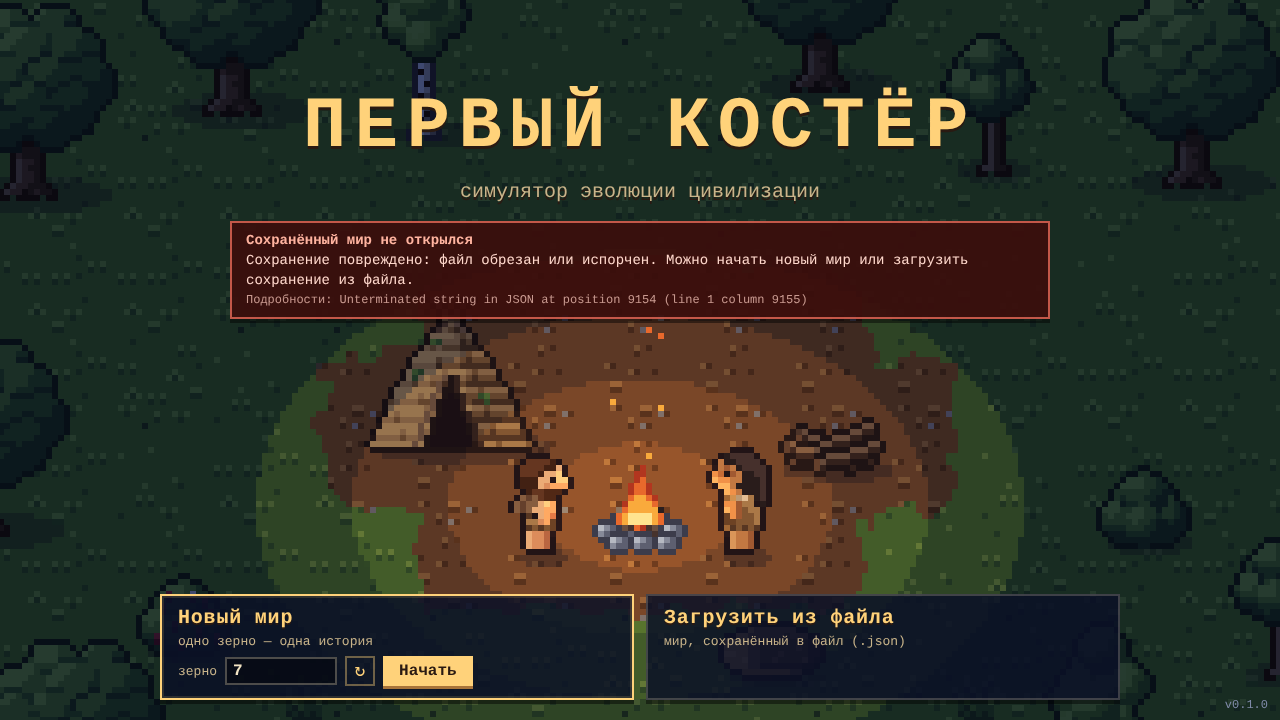 ПЕРВЫЙ КОСТЁР
симулятор эволюции цивилизации
Сохранённый мир не открылся
Сохранение повреждено: файл обрезан или испорчен. Можно начать новый мир или загрузить
сохранение из файла.
Подробности: Unterminated string in JSON at position 9154 (line 1 column 9155)
Новый мир
одно зерно — одна история
зерно 7 ↻ Начать
Загрузить из файла
мир, сохранённый в файл (.json)
v0.1.0